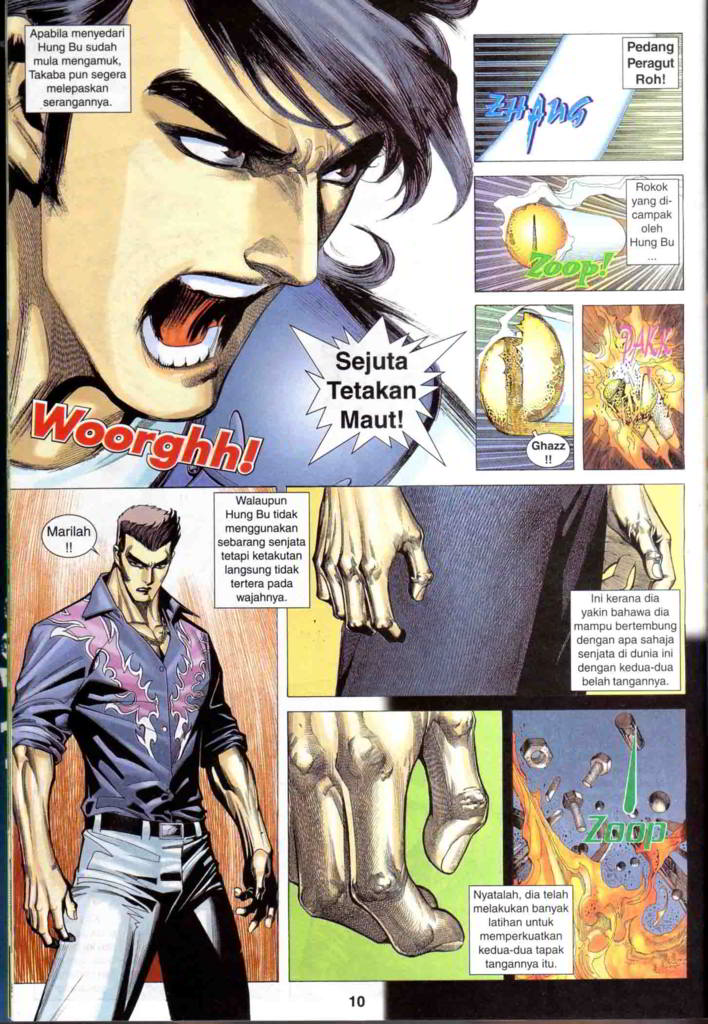 Apabila menyedari
Hung Bu sudah
mula mengamuk,
Takaba pun segera
melepaskan
serangannya.
Sejuta
Tetakan
Maut!
Woorghh!
Pedang
Peragut
Roh!
ZHANG
Rokok
yang di-
campak
oleh
Hung Bu
...
Zoop!
Ghazz
!!
PAKK
Marilah
!!
Walaupun
Hung Bu tidak
menggunakan
sebarang senjata
tetapi ketakutan
langsung tidak
tertera pada
wajahnya.
Ini kerana dia
yakin bahawa dia
mampu bertembung
dengan apa sahaja
senjata di dunia ini
dengan kedua-dua
belah tangannya.
Zoop
Nyatalah, dia telah
melakukan banyak
latihan untuk
memperkuatkan
kedua-dua tapak
tangannya itu.
10